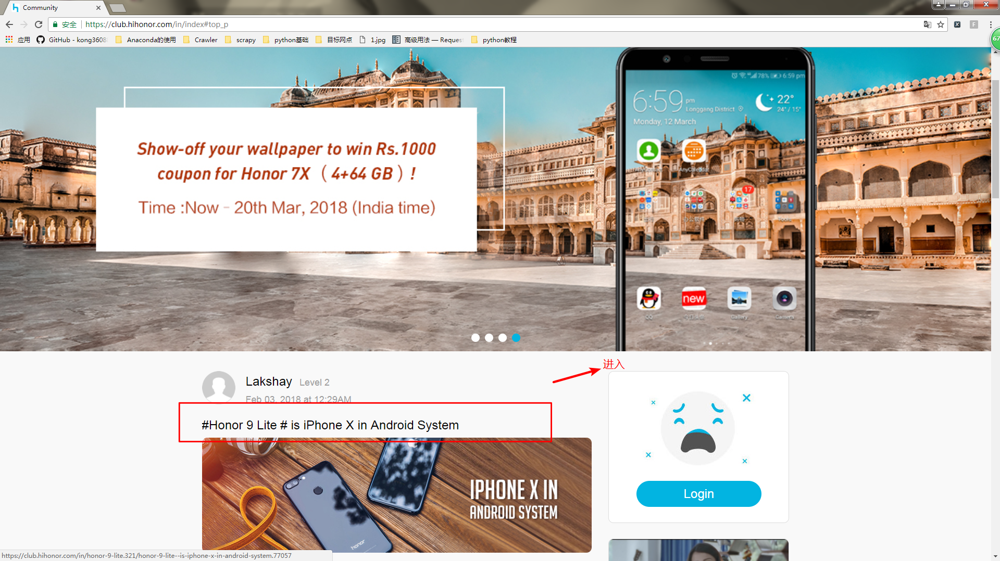 Community
安全
https://club.hihonor.com/in/index#top_p
应用
GitHub - kong3608
Anaconda的使用
Crawler
scrapy
python基础
目标网点
1.jpg
高级用法 — Reques
python教程
67
Show-off your wallpaper to win Rs.1000
coupon for Honor 7X （4+64 GB）!
Time :Now - 20th Mar, 2018 (India time)
78% 6:59 pm
6:59 pm
Longgang District
Monday, 12 March
22°
24° / 15°
AnyCalendar
17
Tools
new
QQ
Gallery
Camera
进入
Lakshay Level 2
Feb 03, 2018 at 12:29AM
#Honor 9 Lite # is iPhone X in Android System
IPHONE X IN
ANDROID SYSTEM
honor
Login
https://club.hihonor.com/in/honor-9-lite.321/honor-9-lite--is-iphone-x-in-android-system.77057